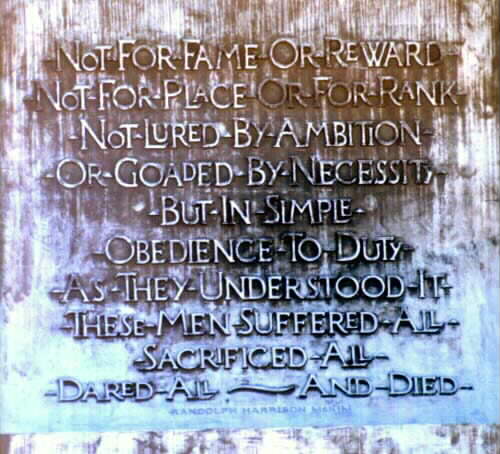 -NOT-FOR-FAME-OR-REWARD-
NOT-FOR-PLACE-OR-FOR-RANK-
-NOT-LURED-BY-AMBITION-
-OR-GOADED-BY-NECESSITY-
-BUT-IN-SIMPLE-
-OBEDIENCE-TO-DUTY-
-AS-THEY-UNDERSTOOD-IT-
-THESE-MEN-SUFFERED-ALL-
-SACRIFICED-ALL-
-DARED-ALL — AND-DIED-
RANDOLPH HARRISON MCKIM